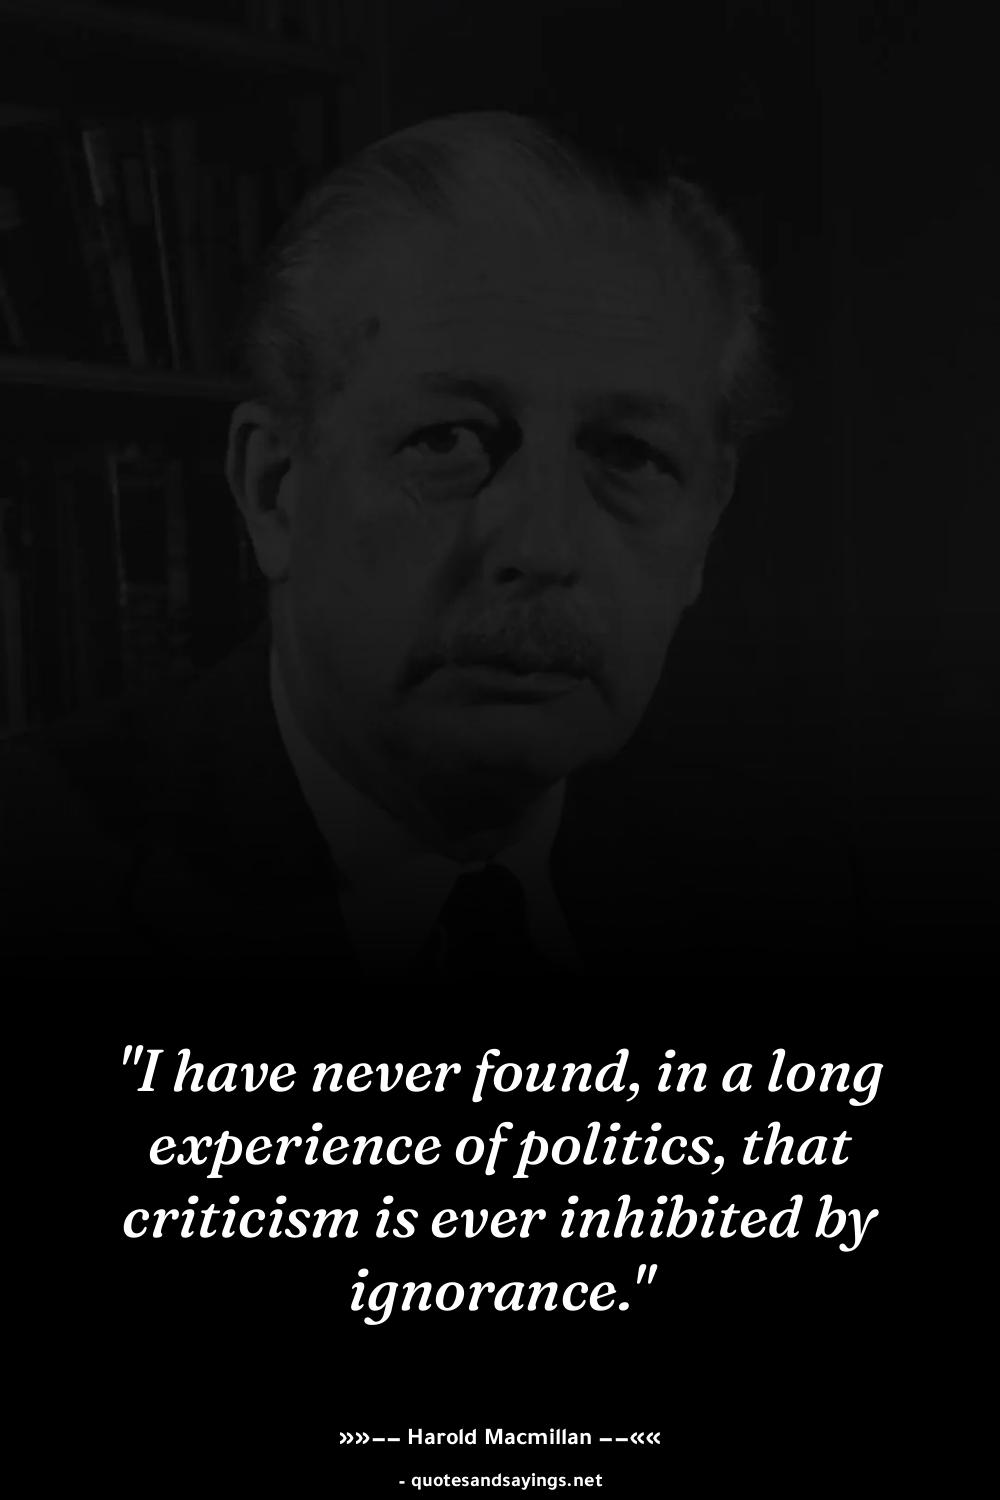 "I have never found, in a long
experience of politics, that
criticism is ever inhibited by
ignorance."
»»–– Harold Macmillan ––««
- quotesandsayings.net